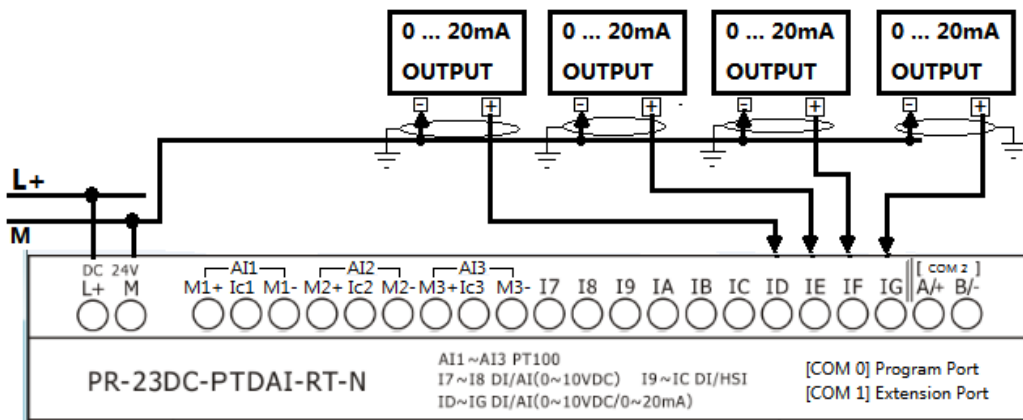 0 ... 20mA 0 ... 20mA 0 ... 20mA 0 ... 20mA
OUTPUT OUTPUT OUTPUT OUTPUT
- + - + - + - +
L+
M
DC 24V AI1 AI2 AI3 [ COM 2 ]
L+ M M1+ Ic1 M1- M2+ Ic2 M2- M3+ Ic3 M3- I7 I8 I9 IA IB IC ID IE IF IG A/+ B/-
AI1~AI3 PT100
PR-23DC-PTDAI-RT-N
I7~I8 DI/AI(0~10VDC) I9~IC DI/HSI
ID~IG DI/AI(0~10VDC/0~20mA)
[COM 0] Program Port
[COM 1] Extension Port